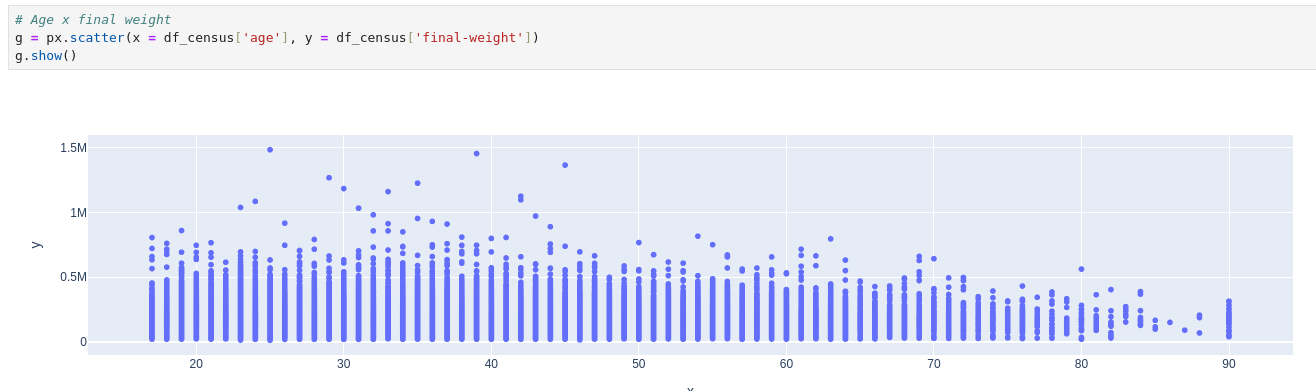 # Age x final weight
g = px.scatter(x = df_census['age'], y = df_census['final-weight'])
g.show()
1.5M
1M
0.5M
0
y
20 30 40 50 60 70 80 90
x